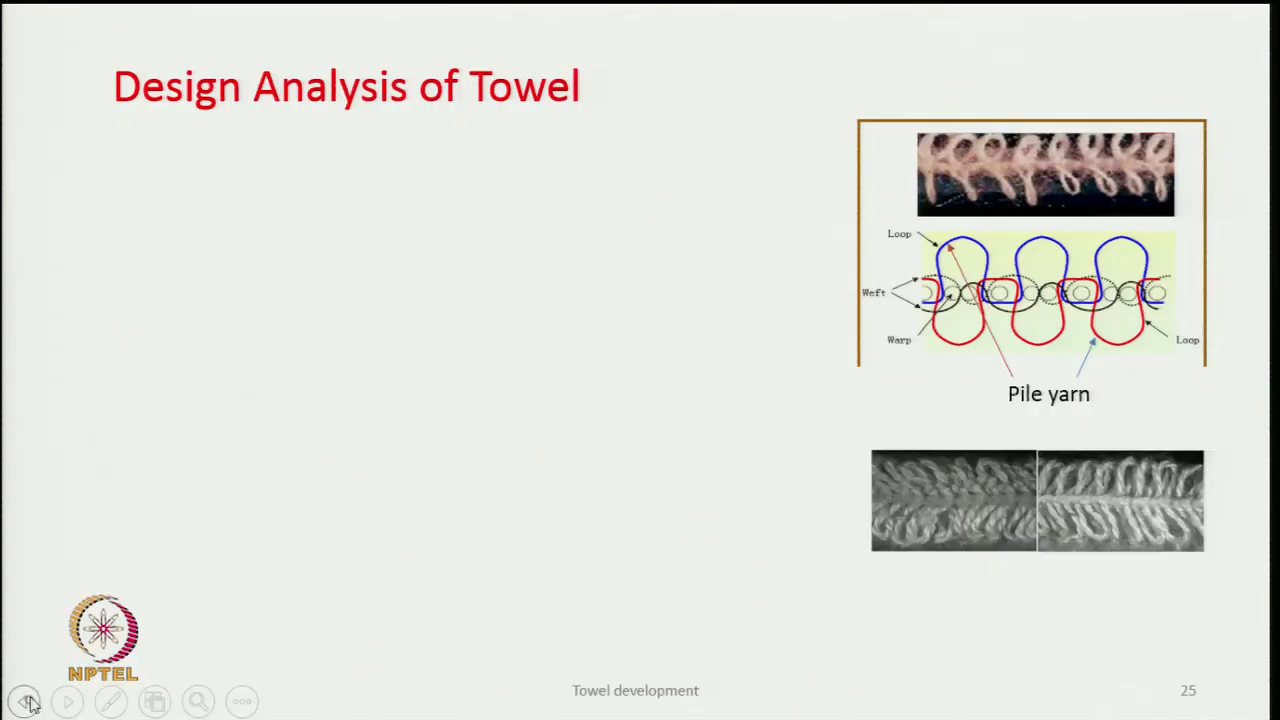 Design Analysis of Towel
Loop
Weft
Warp
Loop
Pile yarn
NPTEL
Towel development
25